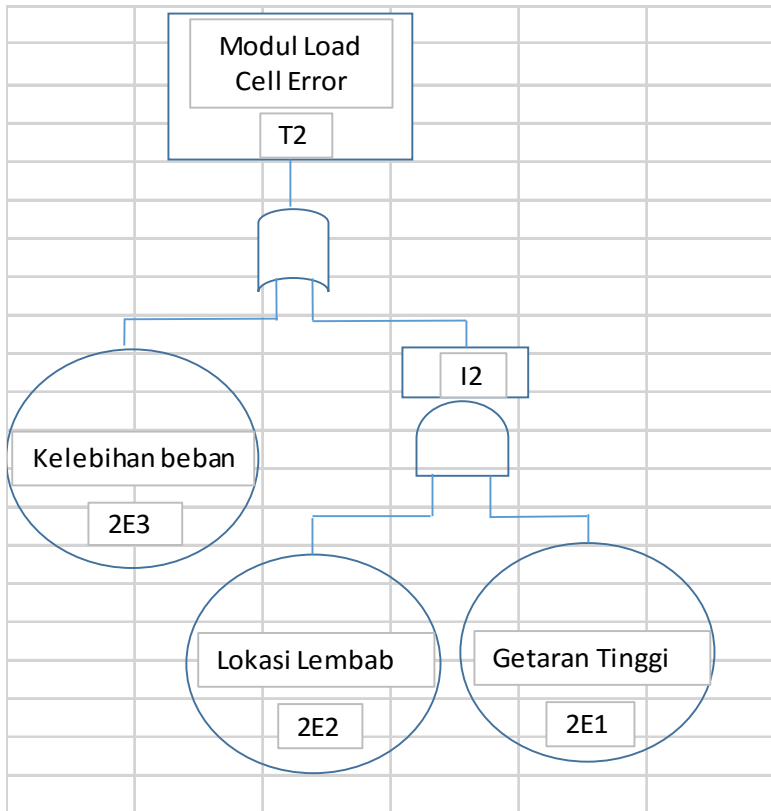 Modul Load
Cell Error
T2
I2
Kelebihan beban
2E3
Lokasi Lembab
2E2
Getaran Tinggi
2E1